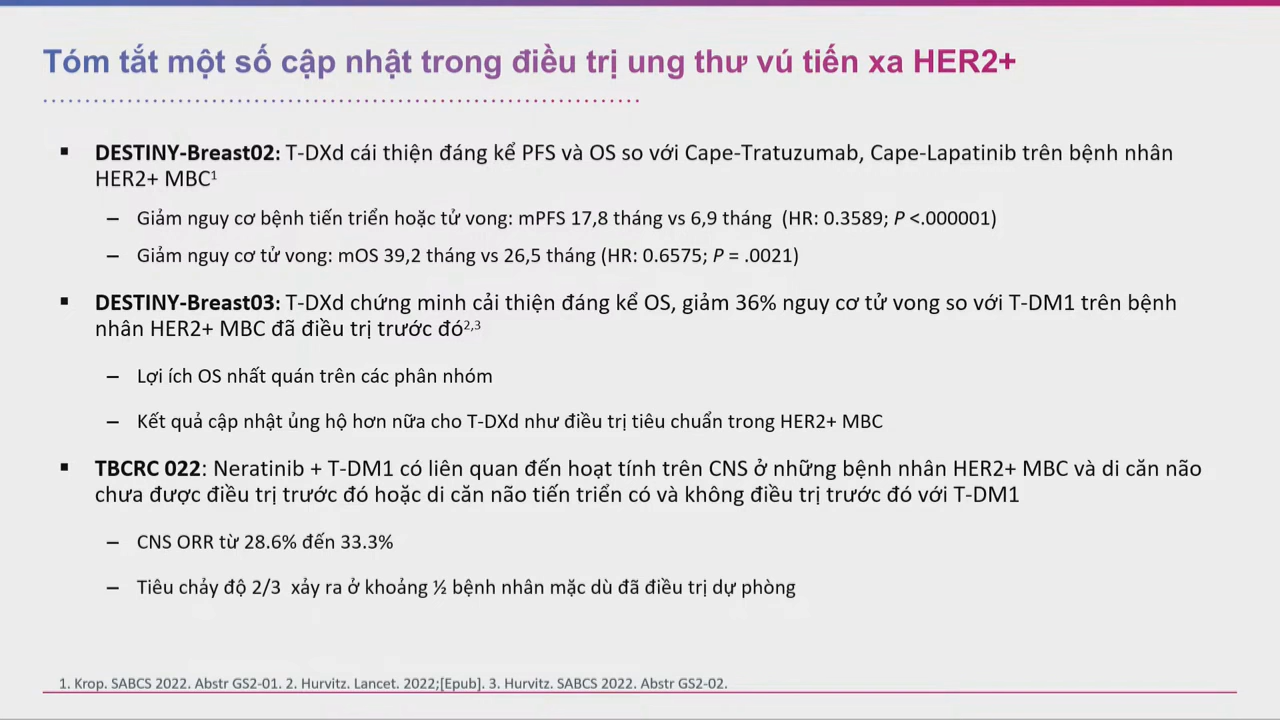 Tóm tắt một số cập nhật trong điều trị ung thư vú tiến xa HER2+
▪ DESTINY-Breast02: T-DXd cái thiện đáng kể PFS và OS so với Cape-Tratuzumab, Cape-Lapatinib trên bệnh nhân
HER2+ MBC¹
– Giảm nguy cơ bệnh tiến triển hoặc tử vong: mPFS 17,8 tháng vs 6,9 tháng (HR: 0.3589; P <.000001)
– Giảm nguy cơ tử vong: mOS 39,2 tháng vs 26,5 tháng (HR: 0.6575; P = .0021)
▪ DESTINY-Breast03: T-DXd chứng minh cải thiện đáng kể OS, giảm 36% nguy cơ tử vong so với T-DM1 trên bệnh
nhân HER2+ MBC đã điều trị trước đó²,³
– Lợi ích OS nhất quán trên các phân nhóm
– Kết quả cập nhật ủng hộ hơn nữa cho T-DXd như điều trị tiêu chuẩn trong HER2+ MBC
▪ TBCRC 022: Neratinib + T-DM1 có liên quan đến hoạt tính trên CNS ở những bệnh nhân HER2+ MBC và di căn não
chưa được điều trị trước đó hoặc di căn não tiến triển có và không điều trị trước đó với T-DM1
– CNS ORR từ 28.6% đến 33.3%
– Tiêu chảy độ 2/3 xảy ra ở khoảng ½ bệnh nhân mặc dù đã điều trị dự phòng
1. Krop. SABCS 2022. Abstr GS2-01. 2. Hurvitz. Lancet. 2022;[Epub]. 3. Hurvitz. SABCS 2022. Abstr GS2-02.